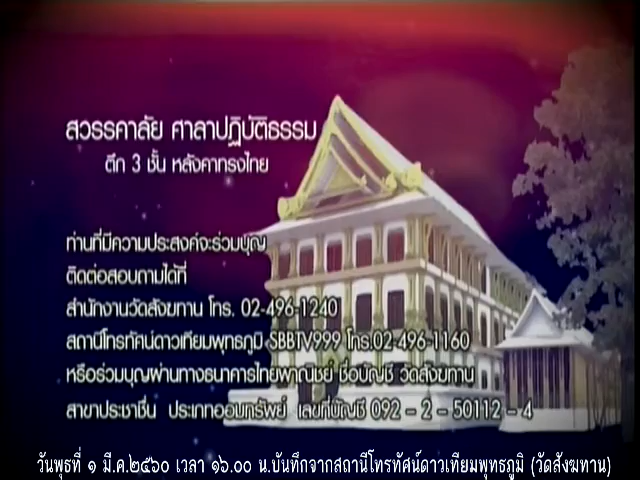 สวรรคาลัย ศาลาปฏิบัติธรรม
ตึก 3 ชั้น หลังคาทรงไทย
ท่านที่มีความประสงค์จะร่วมบุญ
ติดต่อสอบถามได้ที่
สำนักงานวัดสังฆทาน โทร. 02-496-1240
สถานีโทรทัศน์ดาวเทียมพุทธภูมิ SBBTV999 โทร.02-496-1160
หรือร่วมบุญผ่านทางธนาคารไทยพาณิชย์ ชื่อบัญชี วัดสังฆทาน
สาขาประชาชื่น ประเภทออมทรัพย์ เลขที่บัญชี 092 - 2 - 50112 - 4
วันพุธที่ ๑ มี.ค.๒๕๖๐ เวลา ๑๖.๐๐ น.บันทึกจากสถานีโทรทัศน์ดาวเทียมพุทธภูมิ (วัดสังฆทาน)